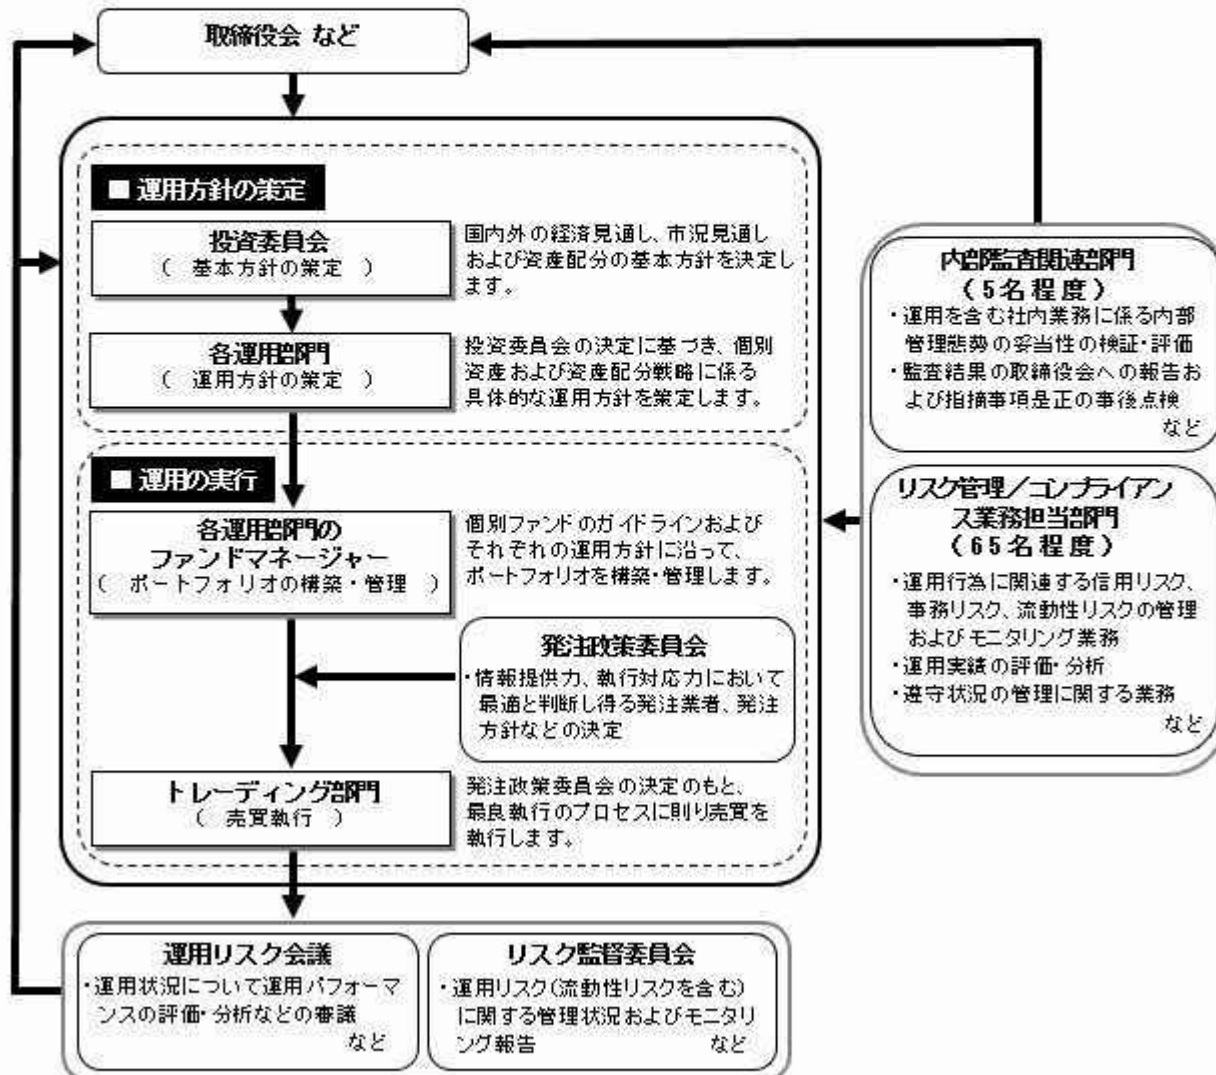 取締役会 など
■ 運用方針の策定
投資委員会
( 基本方針の策定 )
国内外の経済見通し、市況見通し
および資産配分の基本方針を決定し
ます。
各運用部門
( 運用方針の策定 )
投資委員会の決定に基づき、個別
資産および資産配分戦略に係る
具体的な運用方針を策定します。
■ 運用の実行
各運用部門の
ファンドマネージャー
( ポートフォリオの構築・管理 )
個別ファンドのガイドラインおよび
それぞれの運用方針に沿って、
ポートフォリオを構築・管理します。
発注政策委員会
・情報提供力、執行対応力において
最適と判断し得る発注業者、発注
方針などの決定
トレーディング部門
( 売買執行 )
発注政策委員会の決定のもと、
最良執行のプロセスに則り売買を
執行します。
内部監査関連部門
(5名程度)
・運用を含む社内業務に係る内部
管理態勢の妥当性の検証・評価
・監査結果の取締役会への報告お
よび指摘事項是正の事後点検
など
リスク管理/コンプライアン
ス業務担当部門
(65名程度)
・運用行為に関連する信用リスク、
事務リスク、流動性リスクの管理
およびモニタリング業務
・運用実績の評価・分析
・遵守状況の管理に関する業務
など
運用リスク会議
・運用状況について運用パフォーマ
ンスの評価・分析などの審議
など
リスク監督委員会
・運用リスク(流動性リスクを含む)
に関する管理状況およびモニタリ
ング報告 など